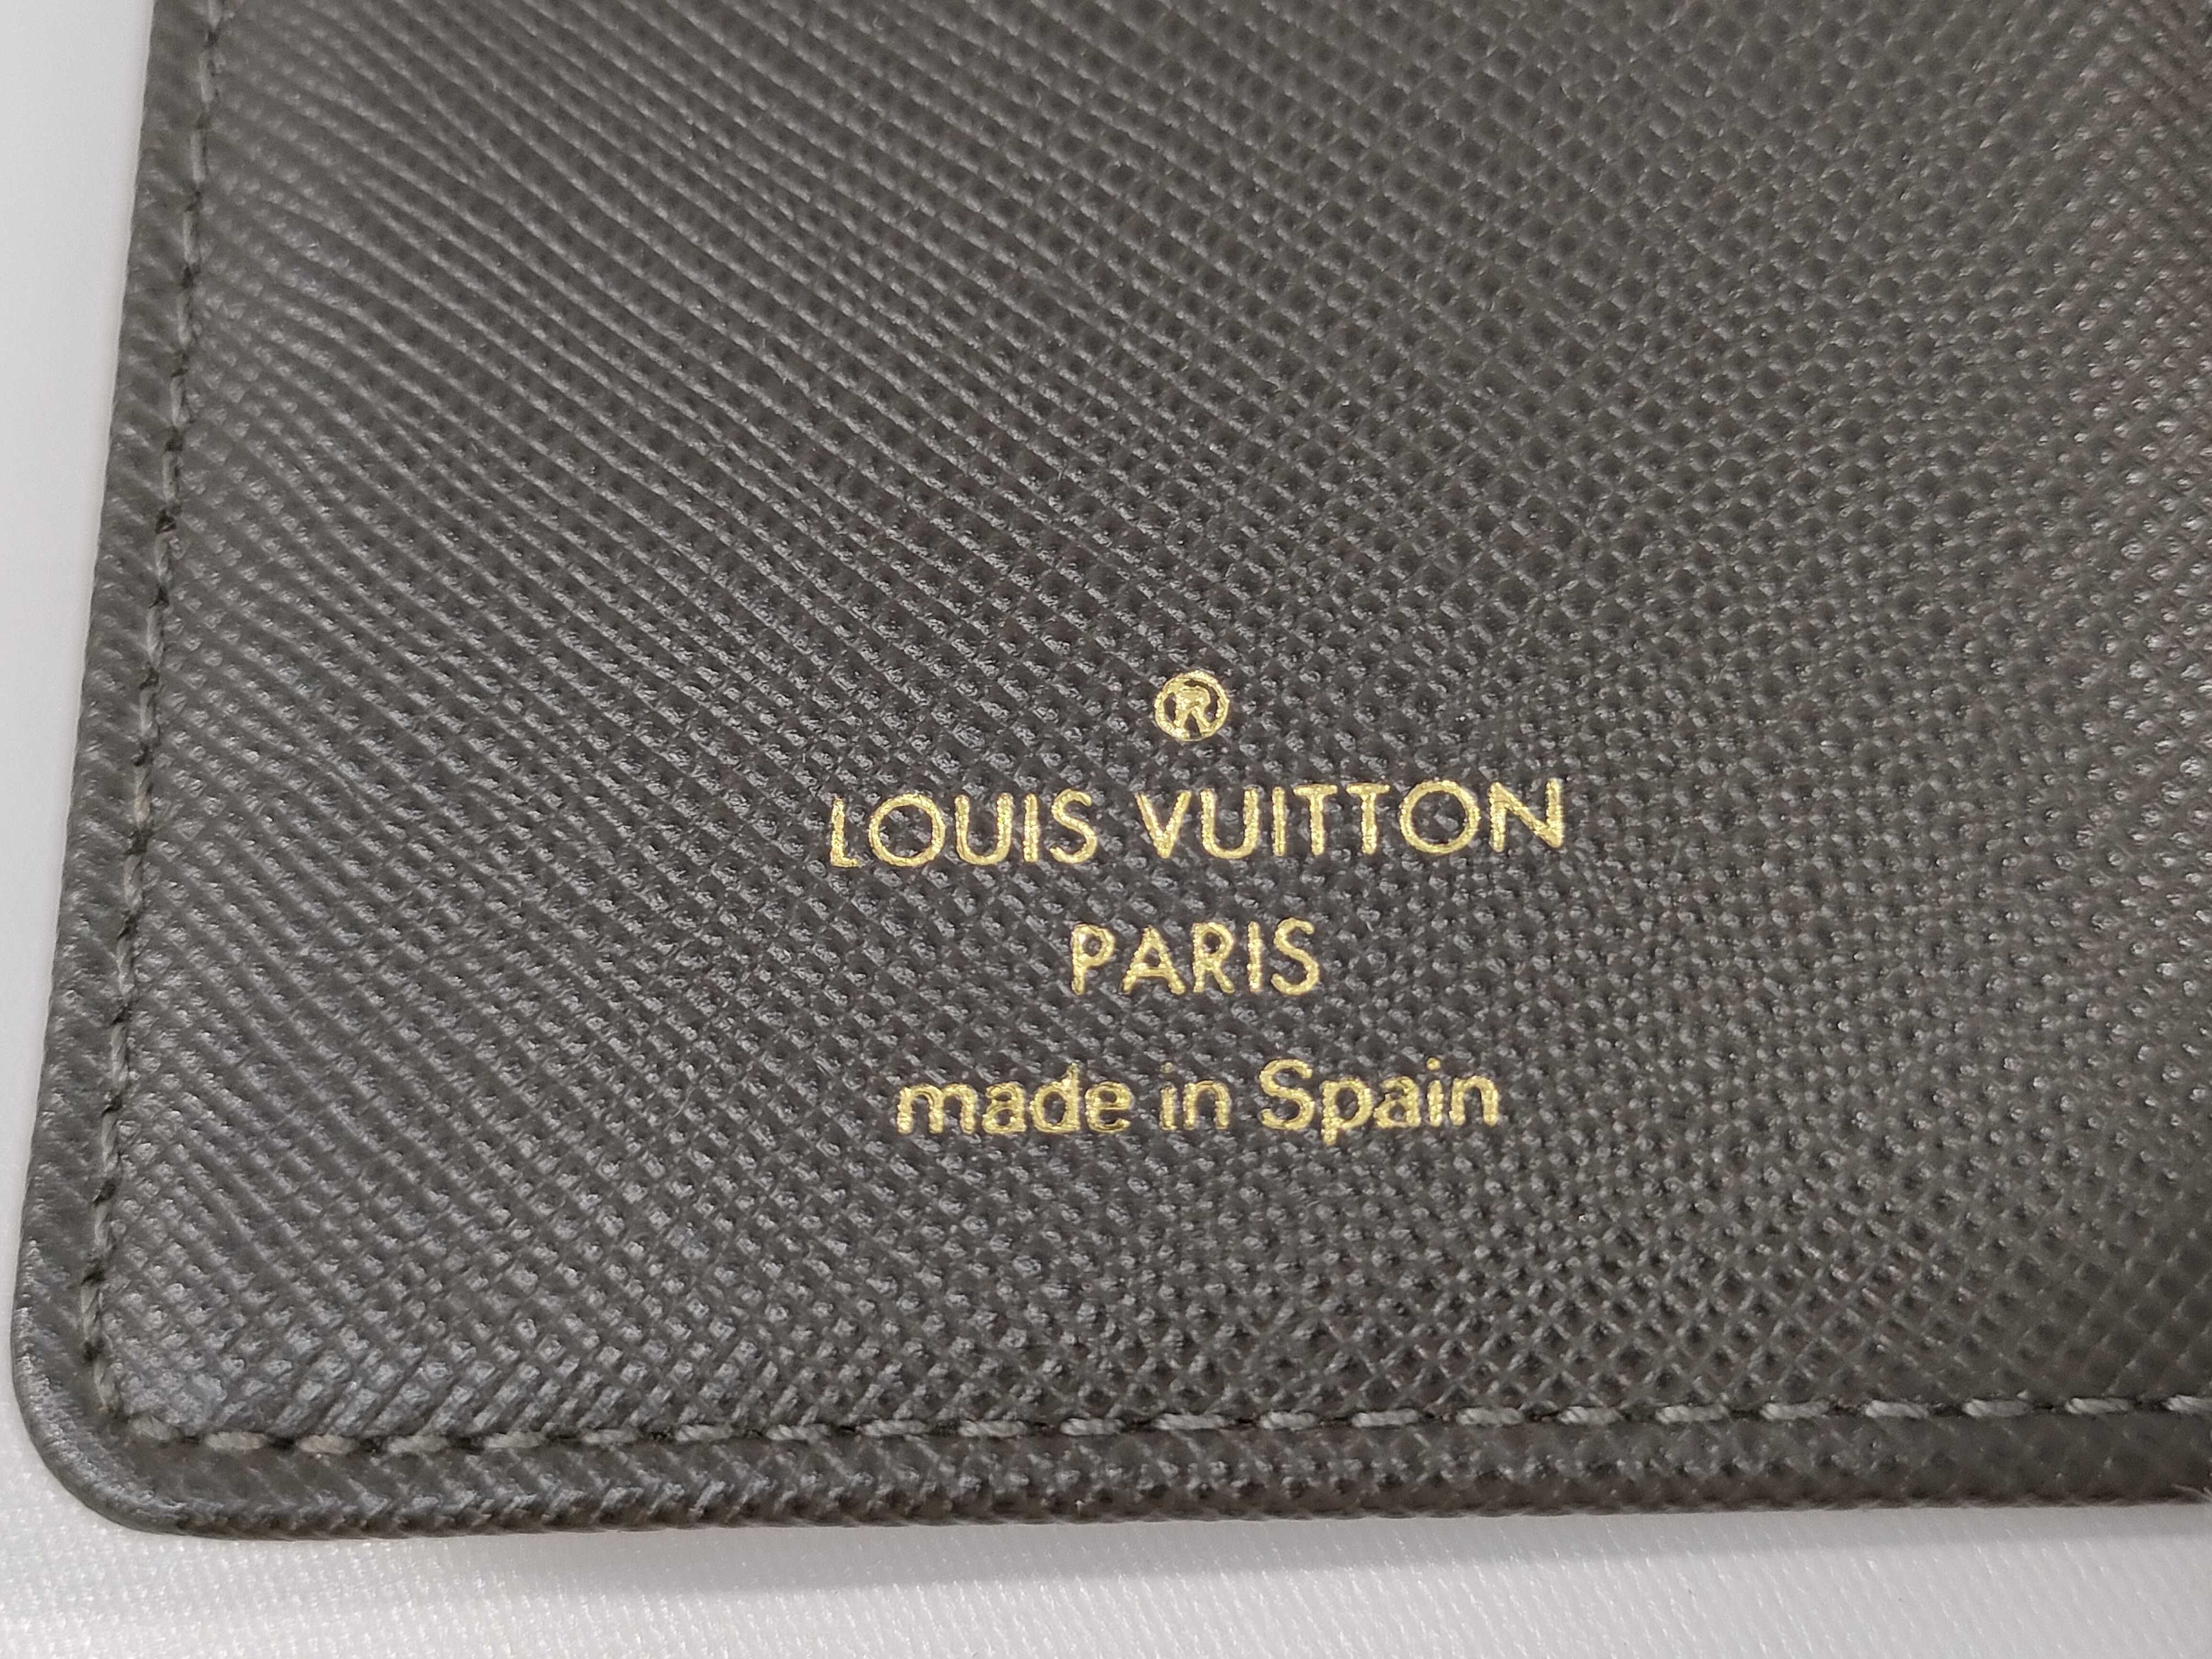 ®
LOUIS VUITTON
PARIS
made in Spain